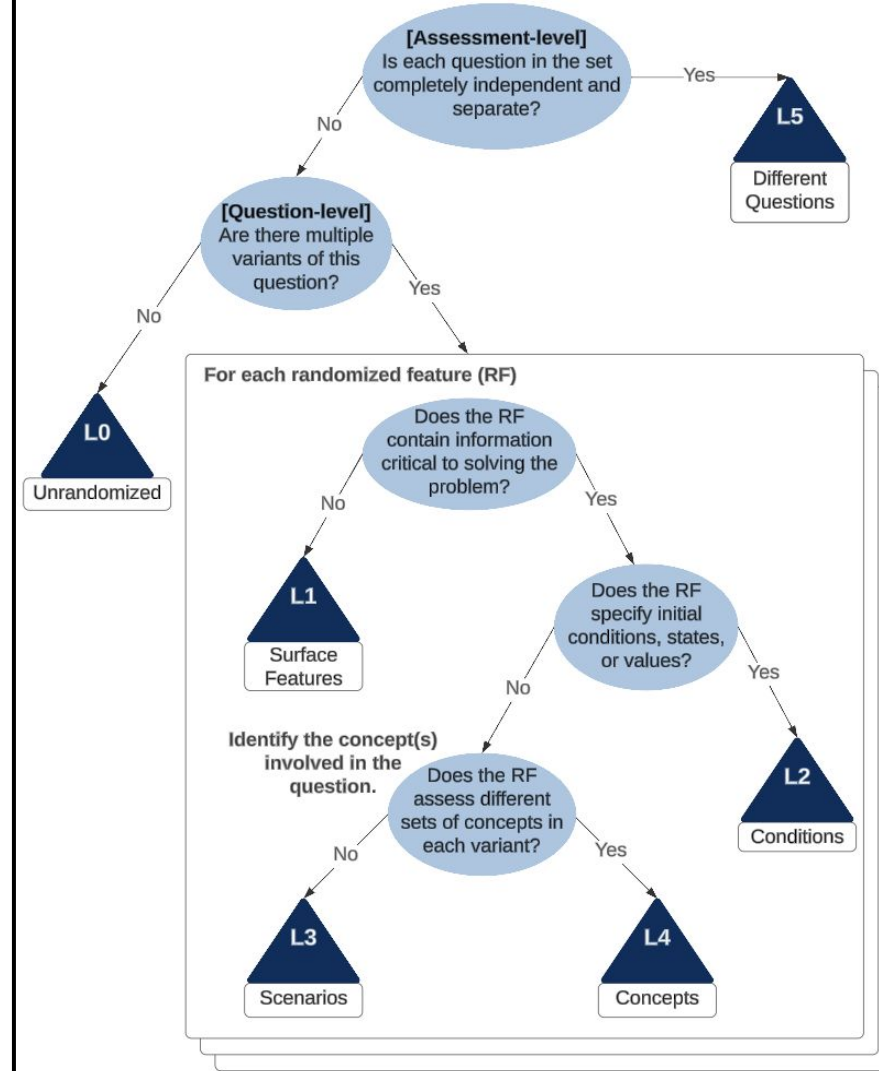 [Assessment-level]
Is each question in the set
completely independent and
separate?
Yes
L5
Different
Questions
No
[Question-level]
Are there multiple
variants of this
question?
No
Yes
L0
Unrandomized
For each randomized feature (RF)
Does the RF
contain information
critical to solving the
problem?
No
Yes
L1
Surface
Features
Does the RF
specify initial
conditions, states,
or values?
No
Yes
L2
Conditions
Identify the concept(s)
involved in the
question.
Does the RF
assess different
sets of concepts in
each variant?
No
Yes
L3
Scenarios
L4
Concepts